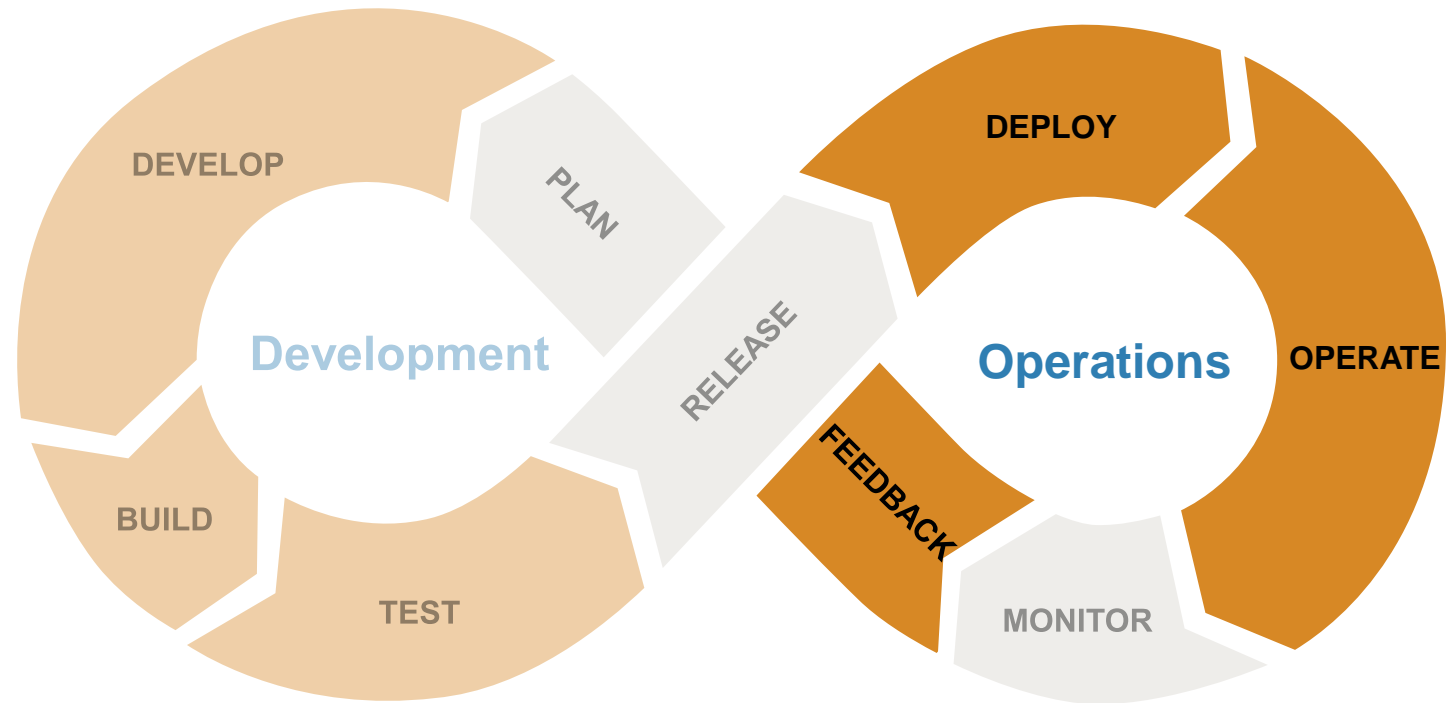 DEPLOY
DEVELOP
PLAN
RELEASE
Development
Operations
OPERATE
FEEDBACK
BUILD
TEST
MONITOR